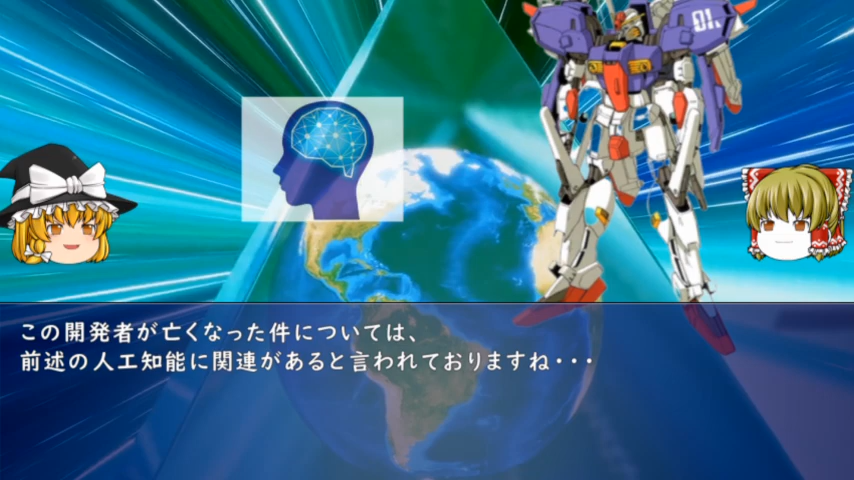 01
この開発者が亡くなった件については、
前述の人工知能に関連があると言われておりますね・・・